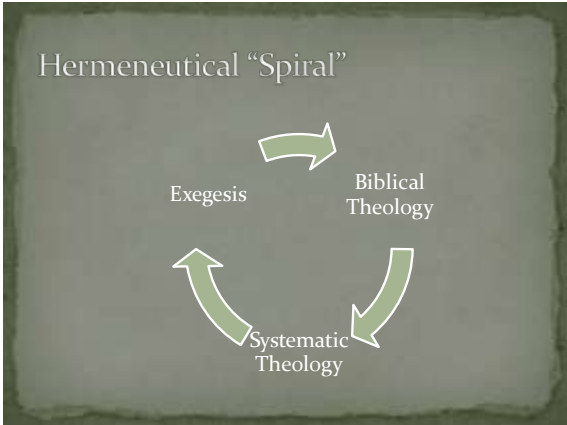 Hermeneutical “Spiral”
Exegesis
Biblical
Theology
Systematic
Theology